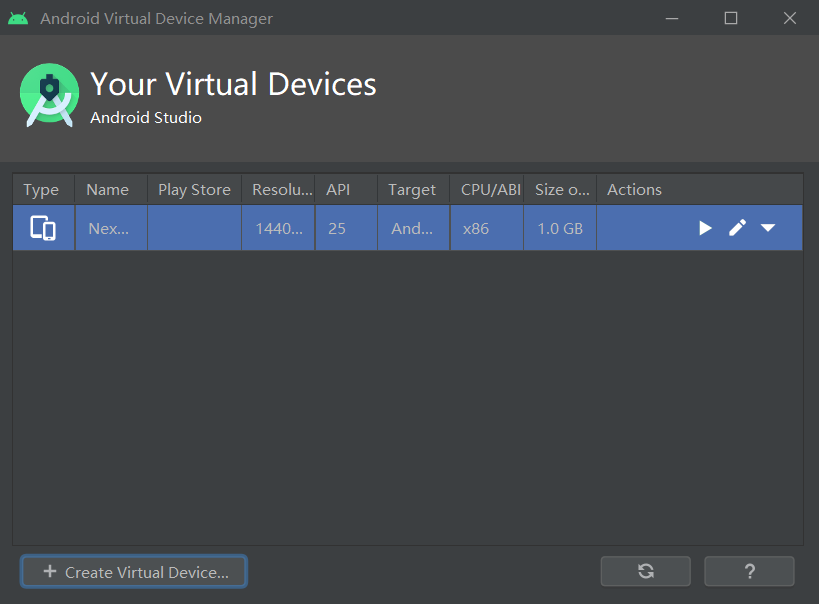 Android Virtual Device Manager
Your Virtual Devices
Android Studio
Type Name Play Store Resolu... API Target CPU/ABI Size o... Actions
Nex... 1440... 25 And... x86 1.0 GB
+ Create Virtual Device... ?